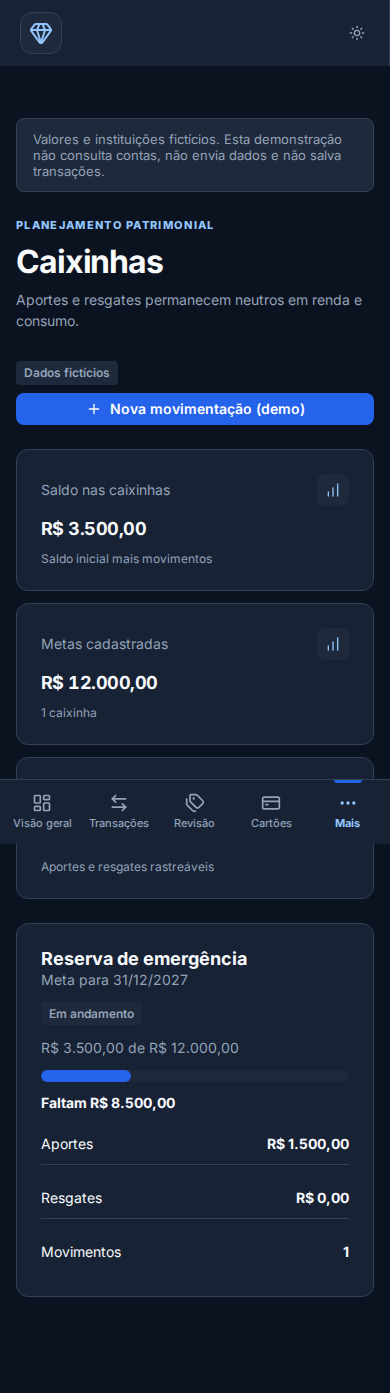 Valores e instituições fictícios. Esta demonstração
não consulta contas, não envia dados e não salva
transações.
PLANEJAMENTO PATRIMONIAL
Caixinhas
Aportes e resgates permanecem neutros em renda e
consumo.
Dados fictícios
Nova movimentação (demo)
Saldo nas caixinhas
R$ 3.500,00
Saldo inicial mais movimentos
Metas cadastradas
R$ 12.000,00
1 caixinha
Visão geral
Transações
Revisão
Cartões
Mais
Aportes e resgates rastreáveis
Reserva de emergência
Meta para 31/12/2027
Em andamento
R$ 3.500,00 de R$ 12.000,00
Faltam R$ 8.500,00
Aportes R$ 1.500,00
Resgates R$ 0,00
Movimentos 1